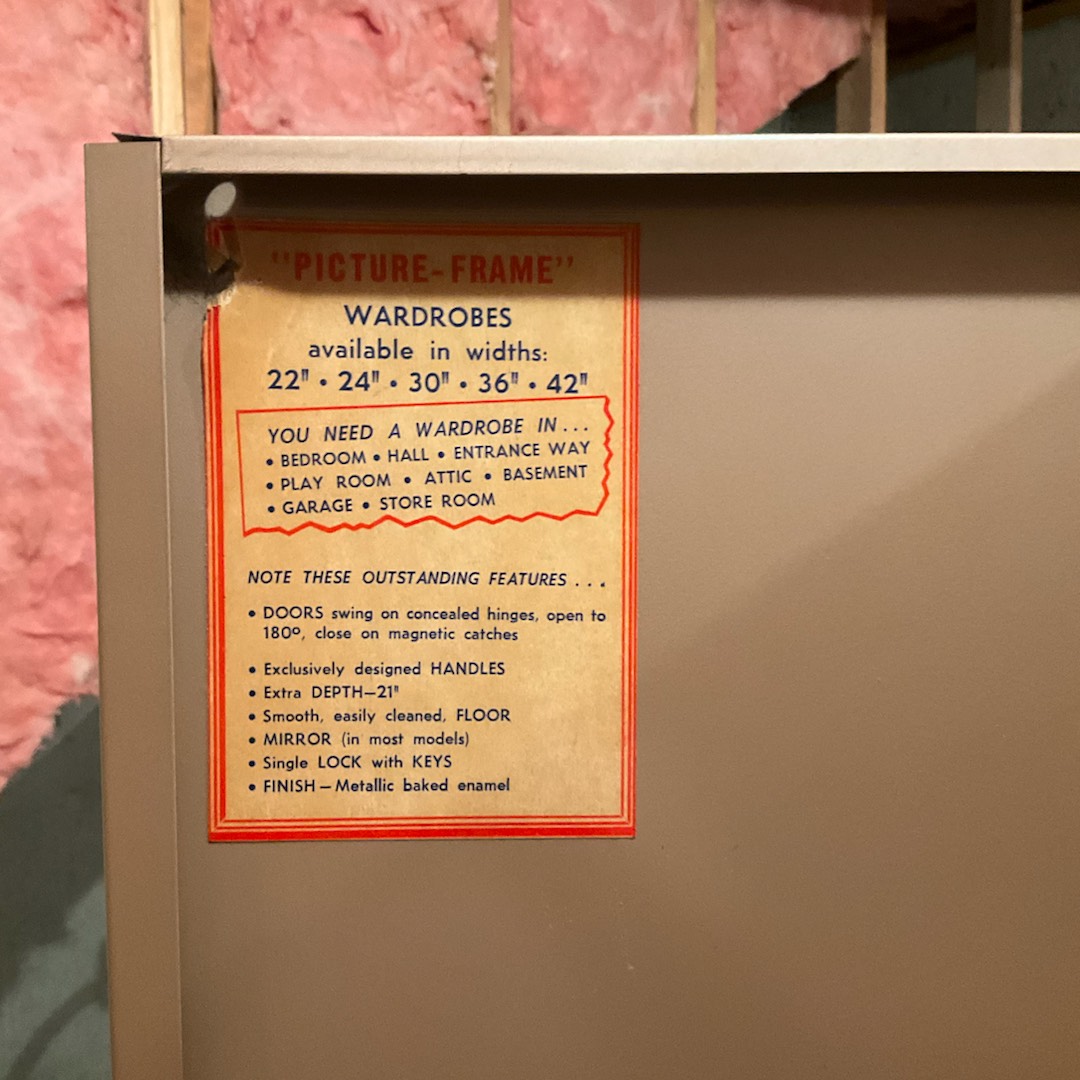 "PICTURE-FRAME"
WARDROBES
available in widths:
22" • 24" • 30" • 36" • 42"
YOU NEED A WARDROBE IN...
• BEDROOM • HALL • ENTRANCE WAY
• PLAY ROOM • ATTIC • BASEMENT
• GARAGE • STORE ROOM
NOTE THESE OUTSTANDING FEATURES . . .
• DOORS swing on concealed hinges, open to
180º, close on magnetic catches
• Exclusively designed HANDLES
• Extra DEPTH—21"
• Smooth, easily cleaned, FLOOR
• MIRROR (in most models)
• Single LOCK with KEYS
• FINISH — Metallic baked enamel